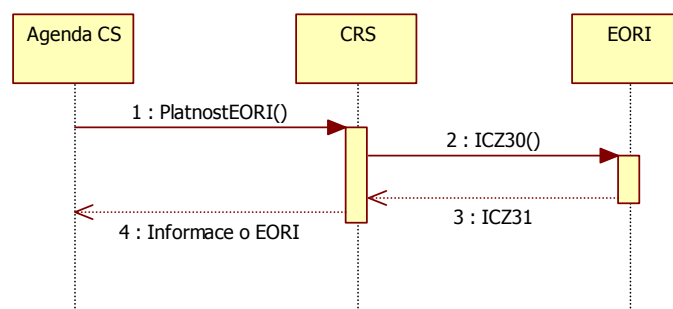 Agenda CS
CRS
EORI
1 : PlatnostEORI()
2 : ICZ30()
3 : ICZ31
4 : Informace o EORI